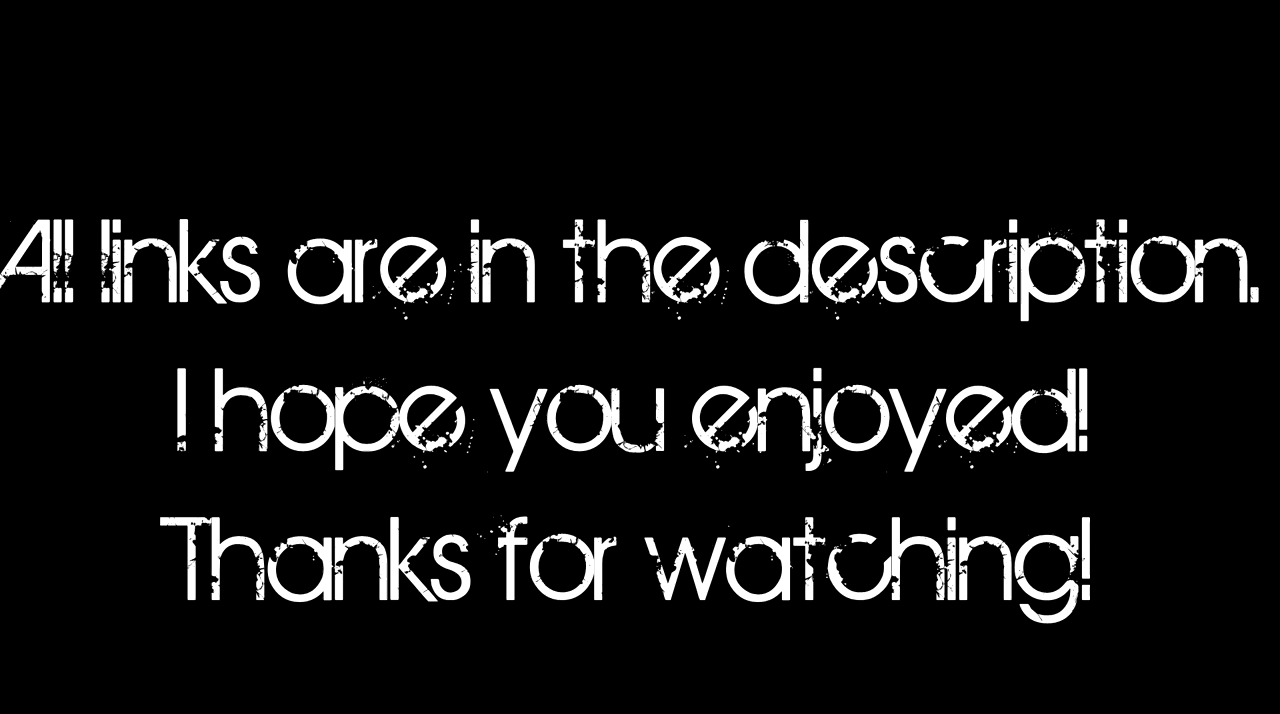 All links are in the description.
I hope you enjoyed!
Thanks for watching!